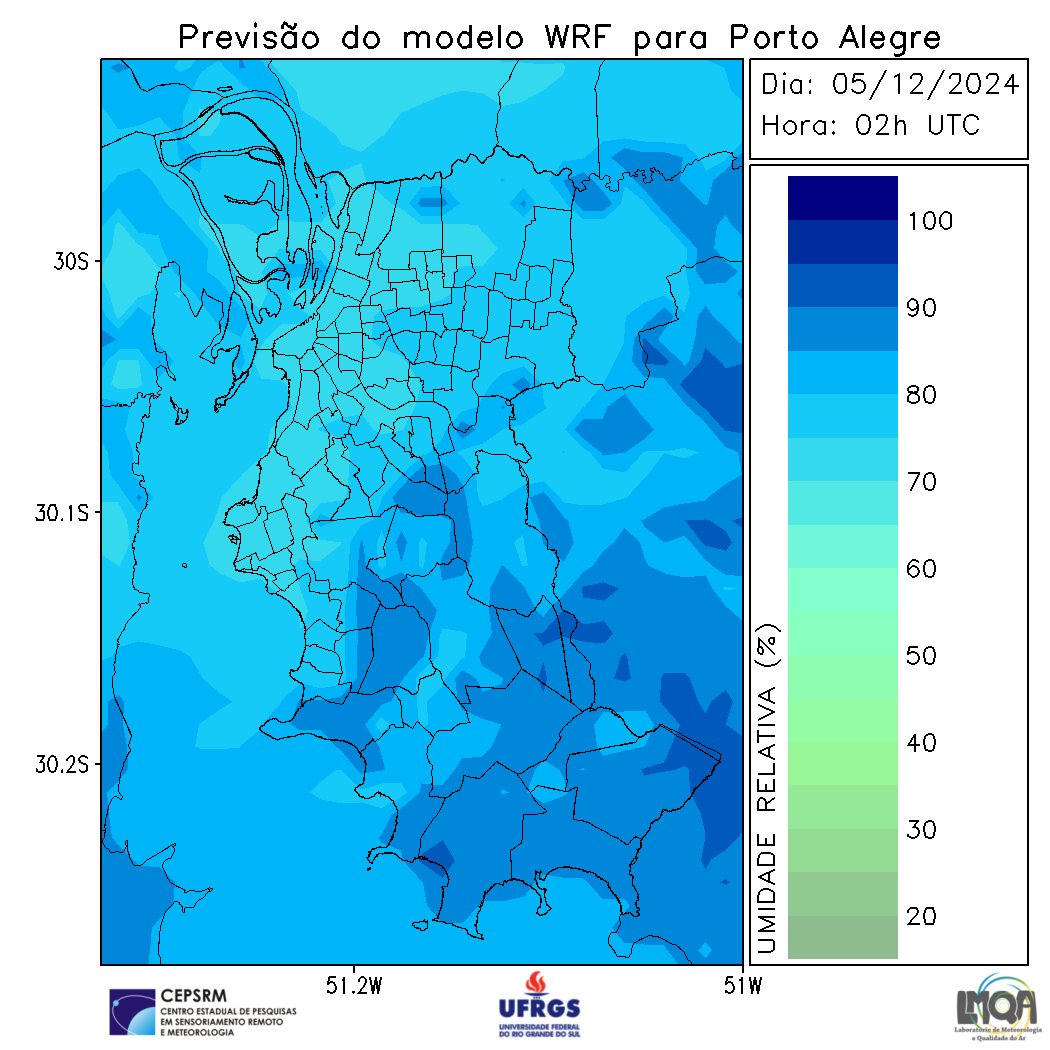 Previsão do modelo WRF para Porto Alegre
Dia: 05/12/2024
Hora: 02h UTC
30S
30.1S
30.2S
51.2W
51W
100
90
80
70
60
50
40
30
20
UMIDADE RELATIVA (%)
CEPSRM
CENTRO ESTADUAL DE PESQUISAS
EM SENSORIAMENTO REMOTO
E METEOROLOGIA
UFRGS
UNIVERSIDADE FEDERAL
DO RIO GRANDE DO SUL
LMQA
Laboratório de Meteorologia
e Qualidade do Ar